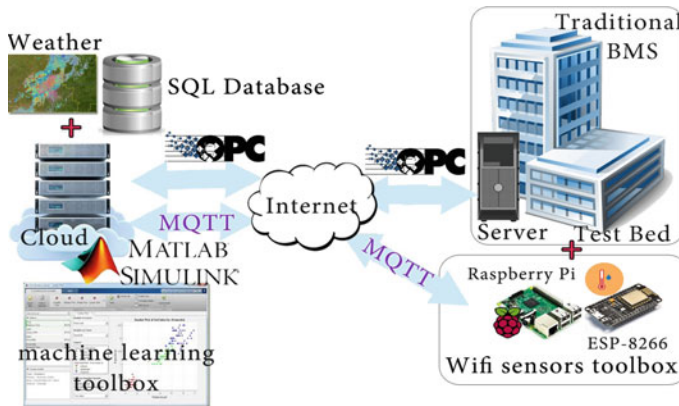 Weather
SQL Database
OPC
OPC
Traditional
BMS
Internet
Cloud
MQTT
MATLAB
SIMULINK®
MQTT
Server
Test Bed
Raspberry Pi
ESP-8266
Wifi sensors toolbox
machine learning
toolbox